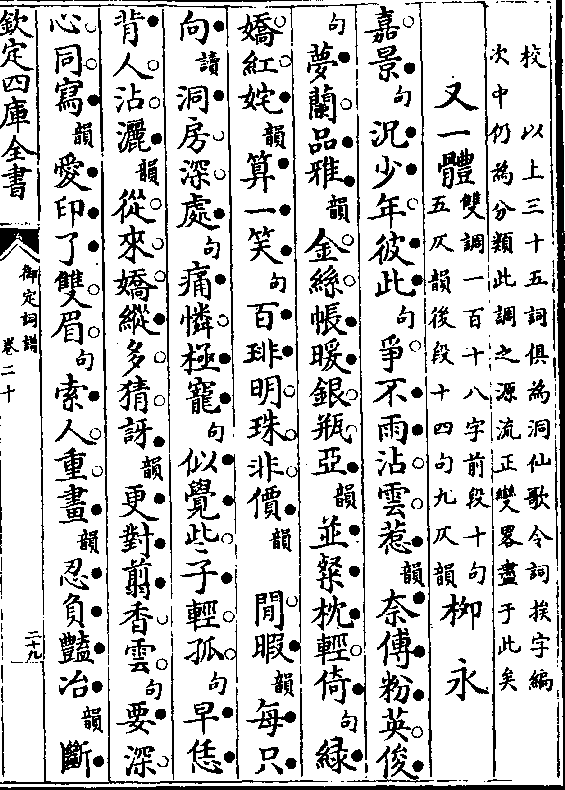 校　以上三十五詞俱為洞仙歌令詞挨字編
次中仍為分類此調之源流正變畧盡于此矣
又一體　雙調一百十八字前段十句
五仄韻後段十四句九仄韻　柳永
嘉景句況少年彼此句爭不雨沾雲惹韻奈傅粉英俊
句夢蘭品雅韻金絲帳暖銀瓶亞韻並粲枕輕倚句綠
嬌紅姹韻算一笑句百琲明珠非價韻　閒暇韻每只
向讀洞房深處句痛憐極寵句似覺些子輕孤句早恁
背人沾灑韻從來嬌縱多猜訝韻更對翦香雲句要深
心同寫韻愛印了雙眉句索人重畫韻忍負豔冶韻斷
欽定四庫全書
御定詞譜
卷二十
二十九